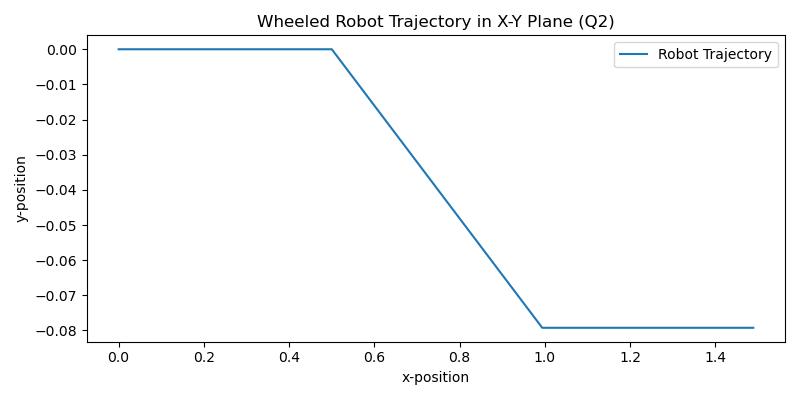 Wheeled Robot Trajectory in X-Y Plane (Q2)
Robot Trajectory
y-position
0.00
−0.01
−0.02
−0.03
−0.04
−0.05
−0.06
−0.07
−0.08
0.0 0.2 0.4 0.6 0.8 1.0 1.2 1.4
x-position